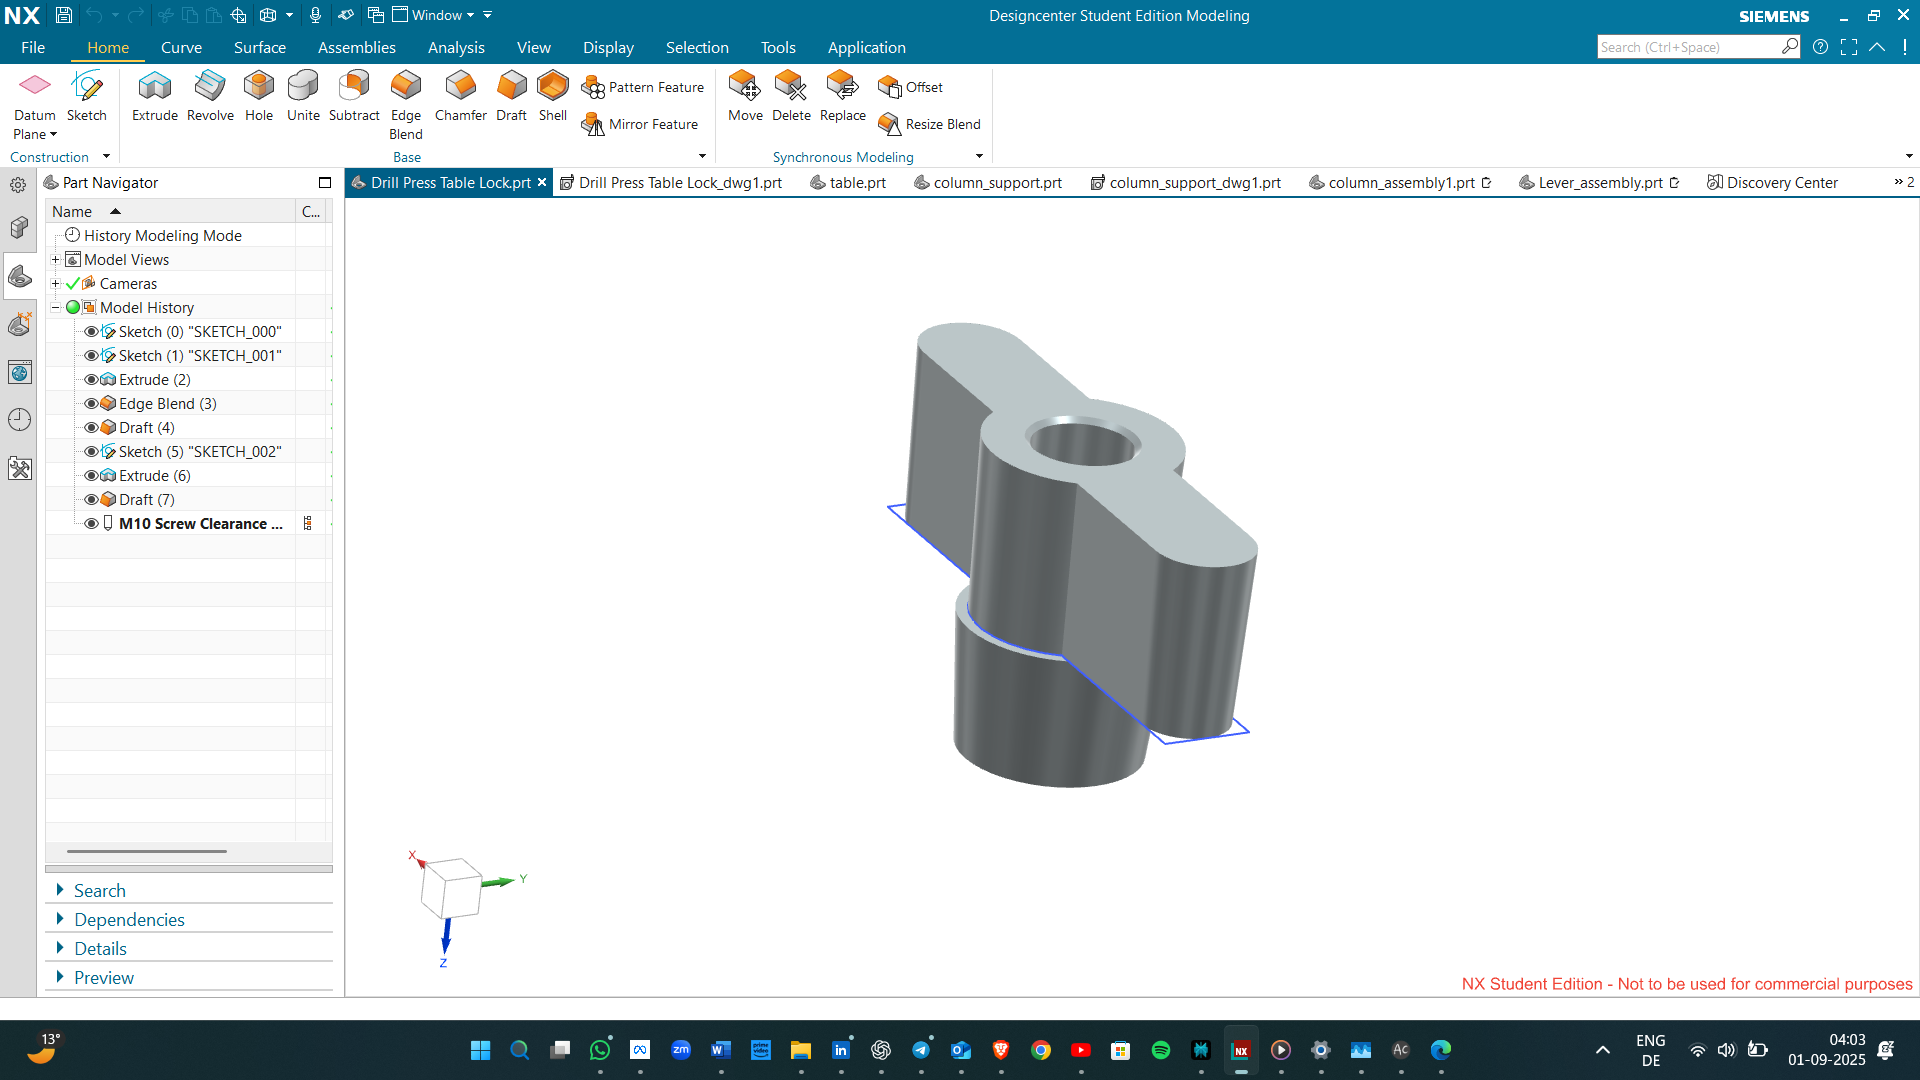 NX
Window
Designcenter Student Edition Modeling
SIEMENS
File Home Curve Surface Assemblies Analysis View Display Selection Tools Application
Search (Ctrl+Space)
Datum Plane
Sketch
Extrude
Revolve
Hole
Unite
Subtract
Edge Blend
Chamfer
Draft
Shell
Pattern Feature
Mirror Feature
Move
Delete
Replace
Offset
Resize Blend
Construction
Base
Synchronous Modeling
Part Navigator
Drill Press Table Lock.prt
Drill Press Table Lock_dwg1.prt
table.prt
column_support.prt
column_support_dwg1.prt
column_assembly1.prt
Lever_assembly.prt
Discovery Center
2
Name C...
History Modeling Mode
Model Views
Cameras
Model History
Sketch (0) "SKETCH_000"
Sketch (1) "SKETCH_001"
Extrude (2)
Edge Blend (3)
Draft (4)
Sketch (5) "SKETCH_002"
Extrude (6)
Draft (7)
M10 Screw Clearance ...
Search
Dependencies
Details
Preview
X
Y
Z
NX Student Edition - Not to be used for commercial purposes
13°
zm
W
prime video
in
NX
Ac
ENG
DE
04:03
01-09-2025